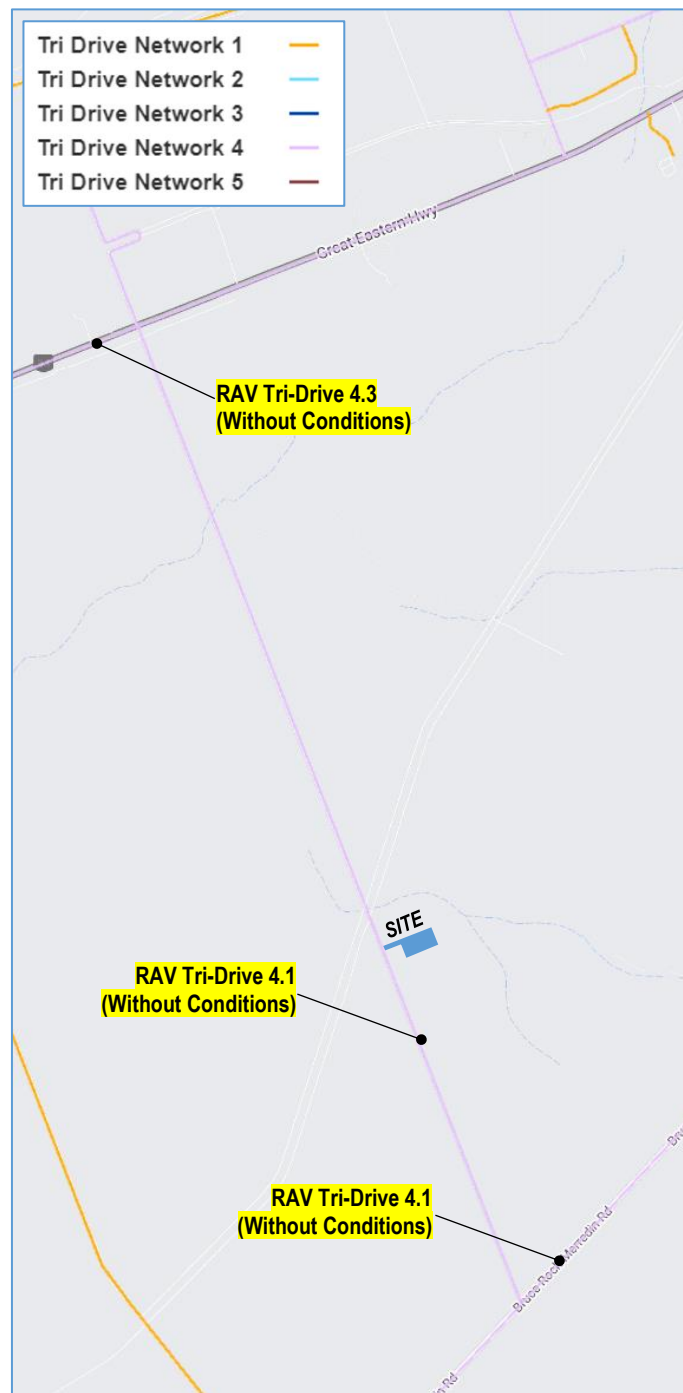 Tri Drive Network 1
Tri Drive Network 2
Tri Drive Network 3
Tri Drive Network 4
Tri Drive Network 5
Great Eastern Hwy
RAV Tri-Drive 4.3
(Without Conditions)
SITE
RAV Tri-Drive 4.1
(Without Conditions)
RAV Tri-Drive 4.1
(Without Conditions)
Bruce Rock Merredin Rd
Rd